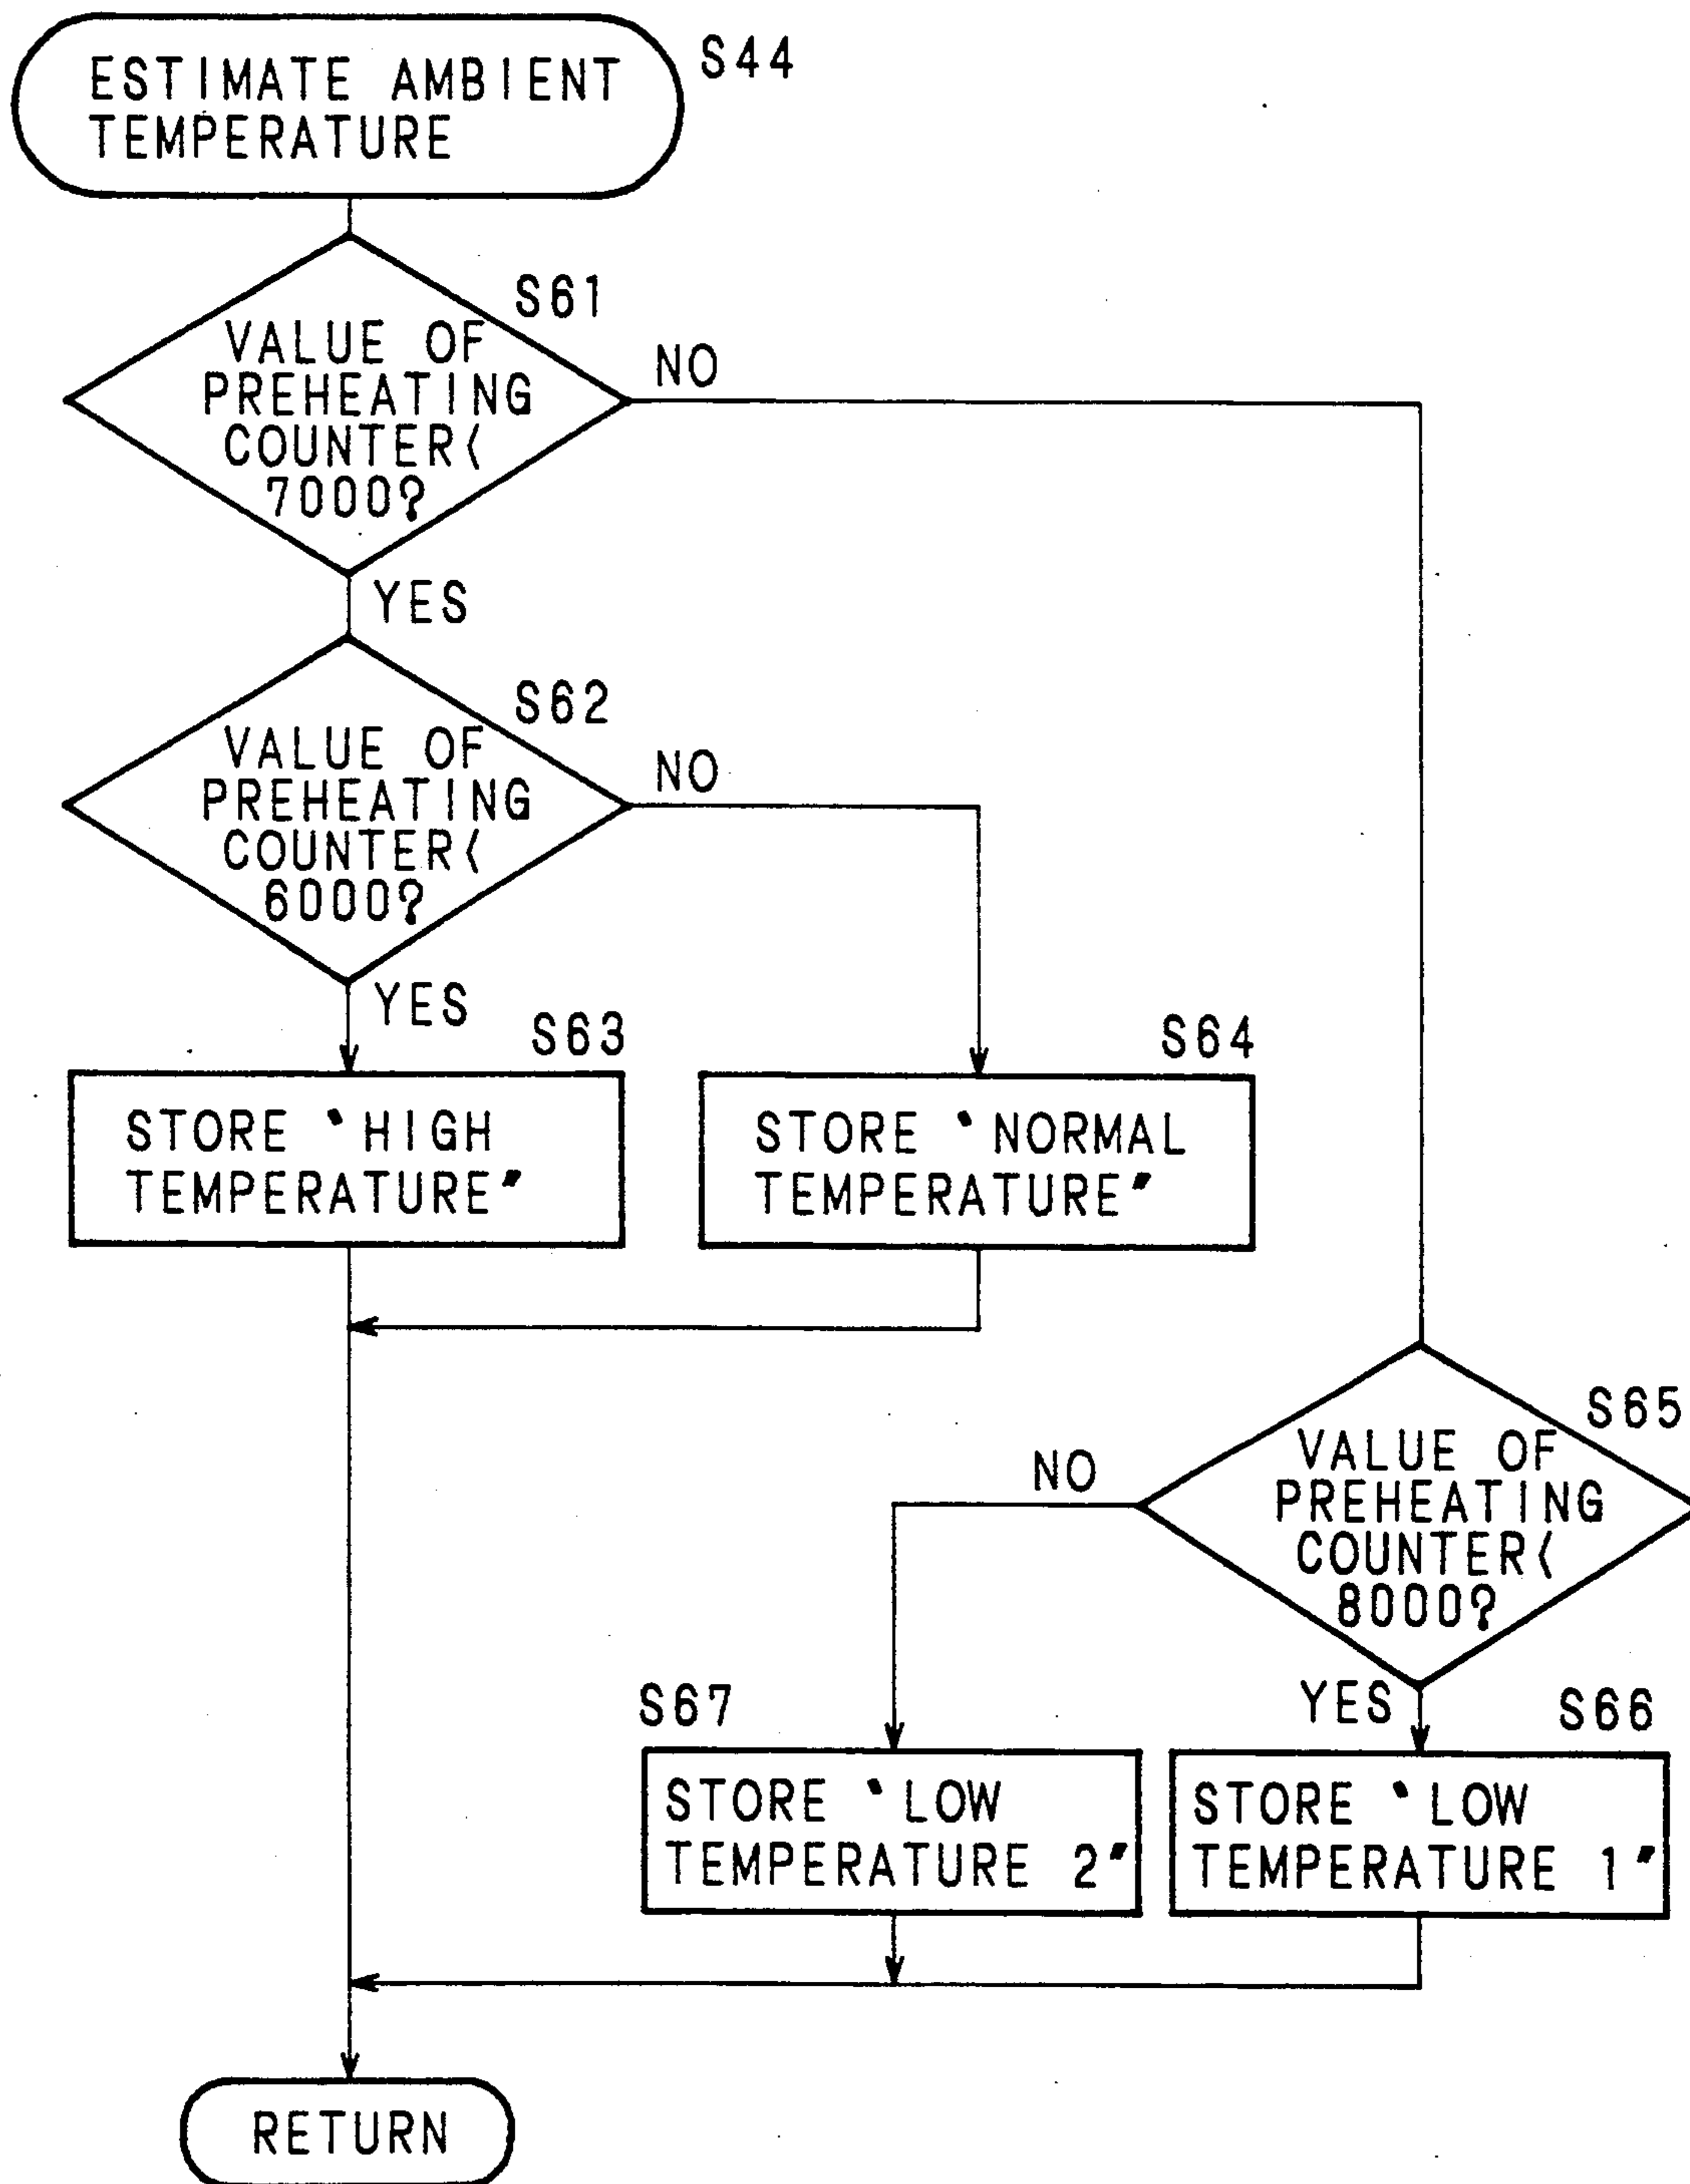 ESTIMATE AMBIENT
TEMPERATURE
S44
S61
VALUE OF
PREHEATING
COUNTER<
7000?
NO
YES
S62
VALUE OF
PREHEATING
COUNTER<
6000?
NO
YES
S63
STORE ‵HIGH
TEMPERATURE″
S64
STORE ‵NORMAL
TEMPERATURE″
S65
VALUE OF
PREHEATING
COUNTER<
8000?
NO
YES
S67
STORE ‵LOW
TEMPERATURE 2″
S66
STORE ‵LOW
TEMPERATURE 1″
RETURN